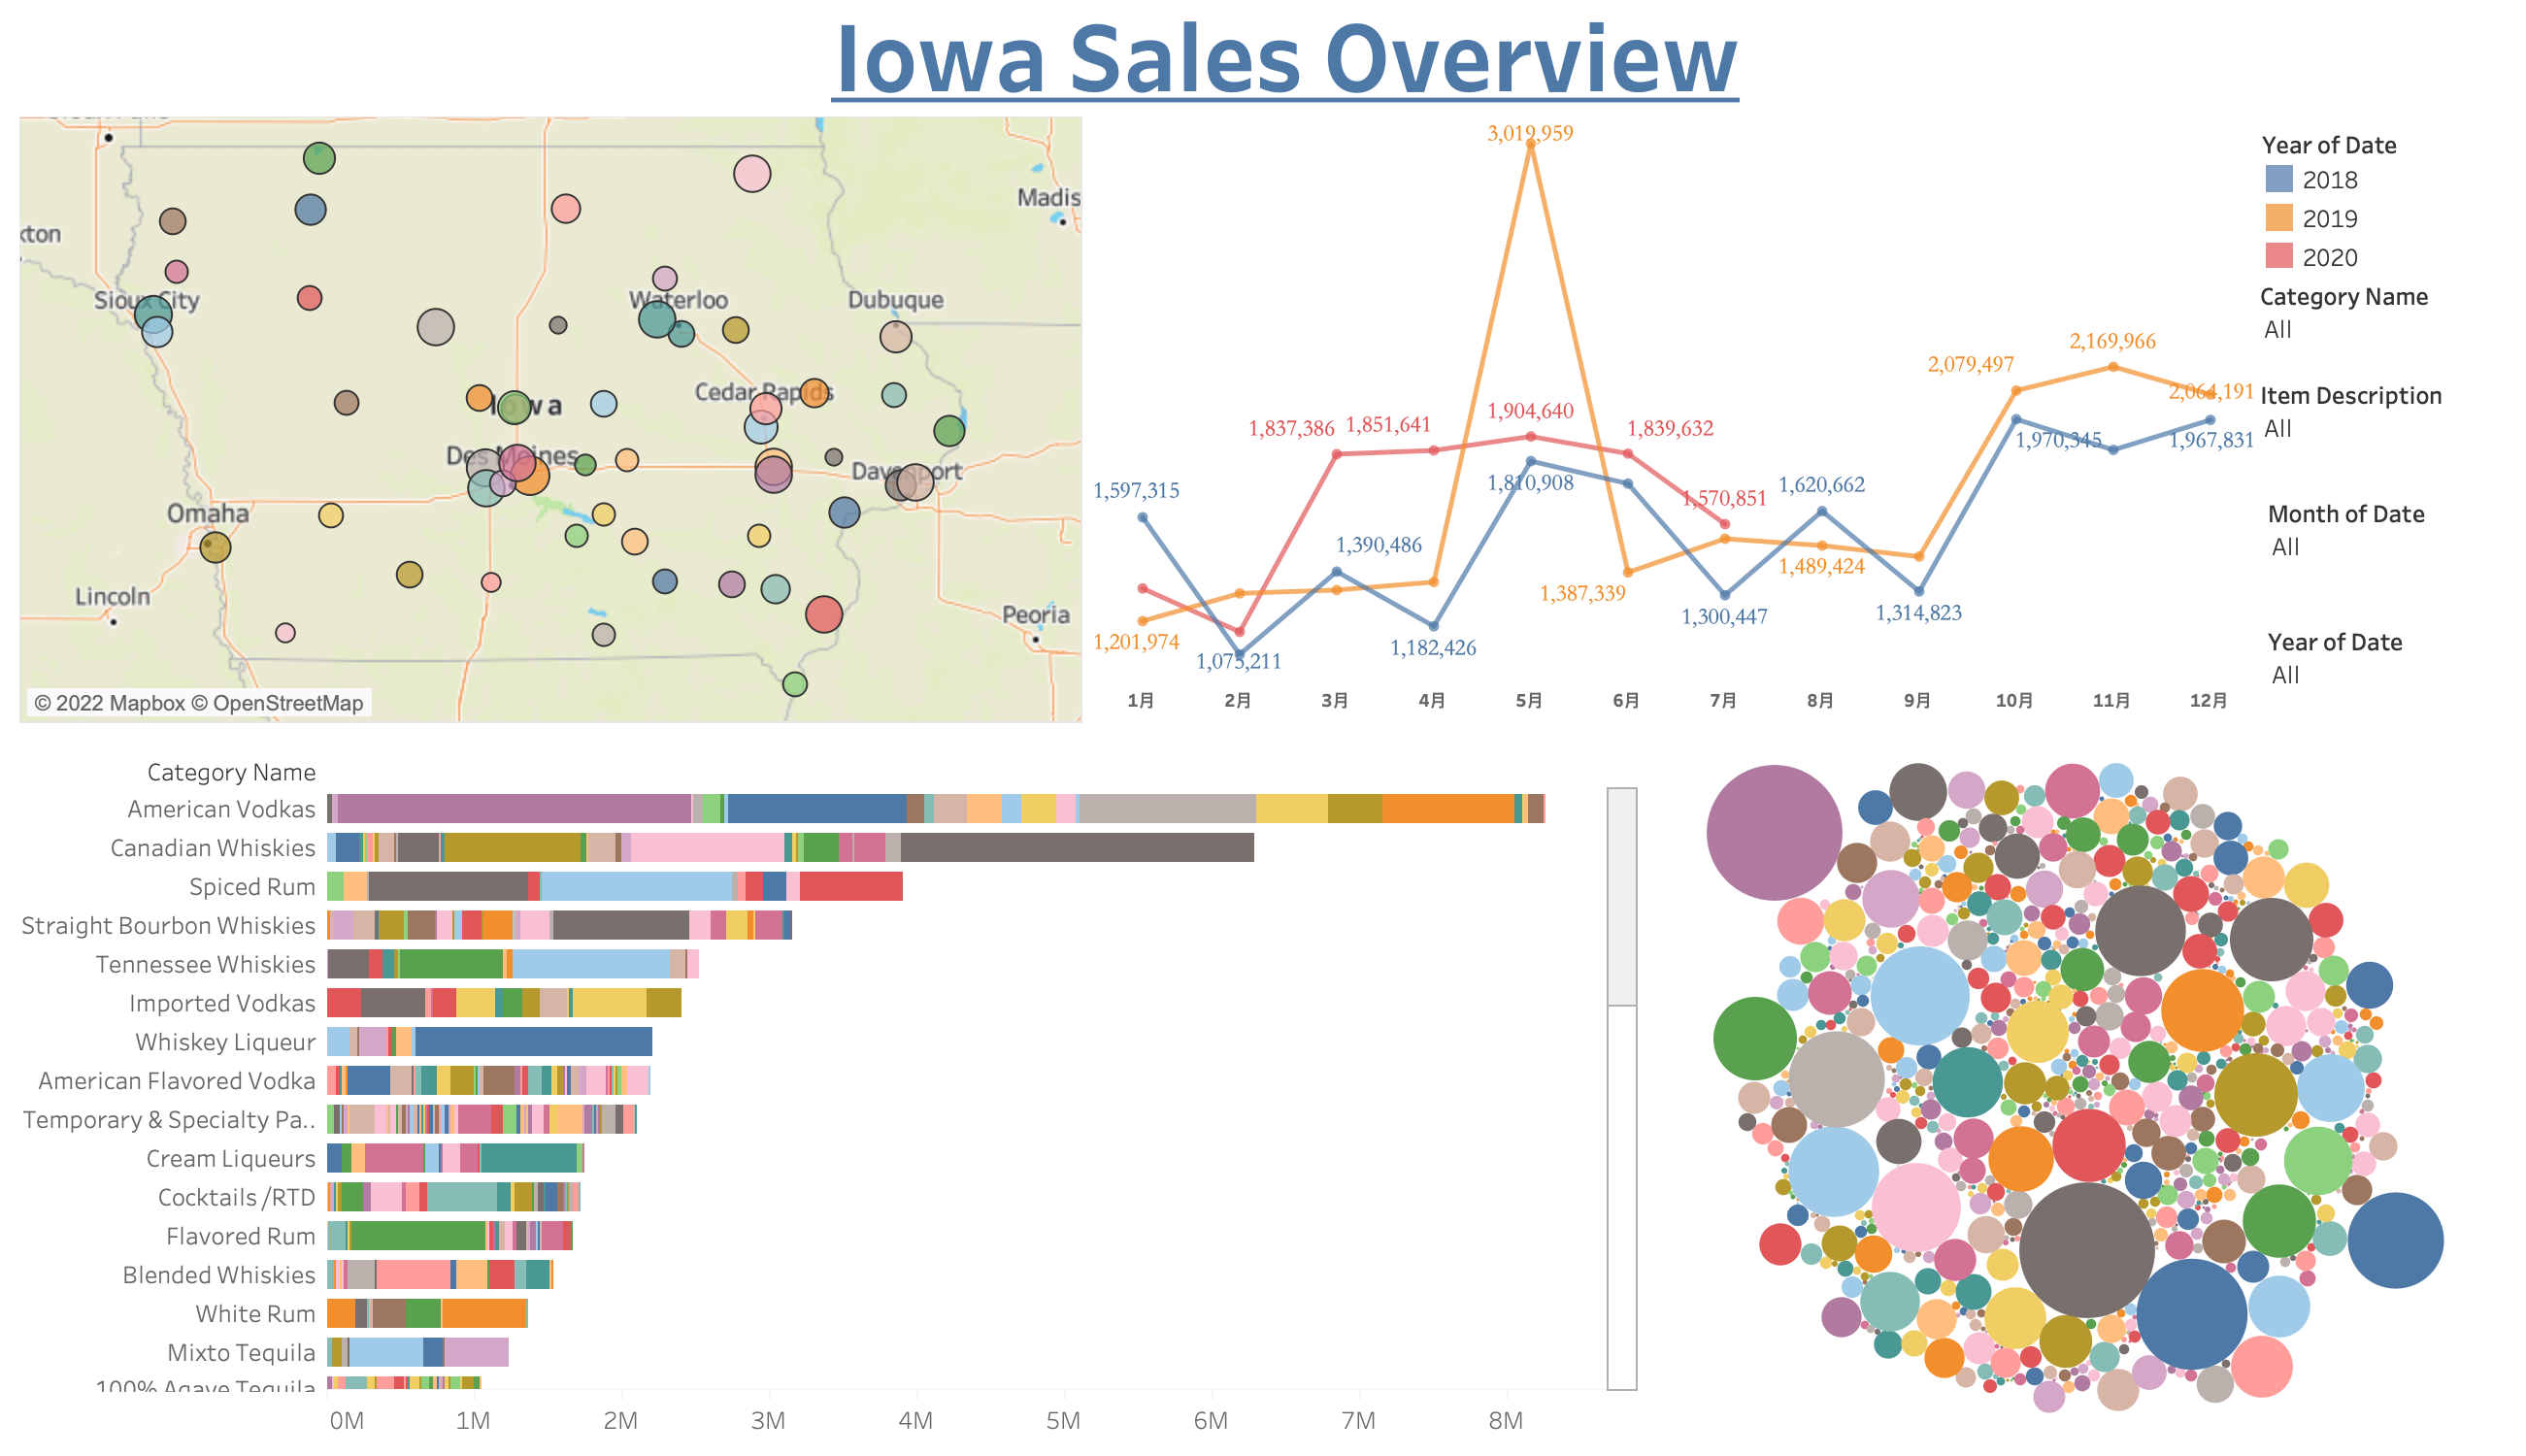 Iowa Sales Overview
Madis
xton
Sioux City
Waterloo
Dubuque
Cedar Rapids
Iowa
Des Moines
Davenport
Omaha
Lincoln
Peoria
© 2022 Mapbox © OpenStreetMap
3,019,959
2,169,966
2,079,497
2,064,191
1,904,640
1,837,386
1,851,641
1,839,632
1,970,345
1,967,831
1,597,315
1,810,908
1,570,851
1,620,662
1,390,486
1,489,424
1,387,339
1,300,447
1,314,823
1,201,974
1,075,211
1,182,426
1月 2月 3月 4月 5月 6月 7月 8月 9月 10月 11月 12月
Year of Date
2018
2019
2020
Category Name
All
Item Description
All
Month of Date
All
Year of Date
All
Category Name
American Vodkas
Canadian Whiskies
Spiced Rum
Straight Bourbon Whiskies
Tennessee Whiskies
Imported Vodkas
Whiskey Liqueur
American Flavored Vodka
Temporary & Specialty Pa..
Cream Liqueurs
Cocktails /RTD
Flavored Rum
Blended Whiskies
White Rum
Mixto Tequila
100% Agave Tequila
0M 1M 2M 3M 4M 5M 6M 7M 8M